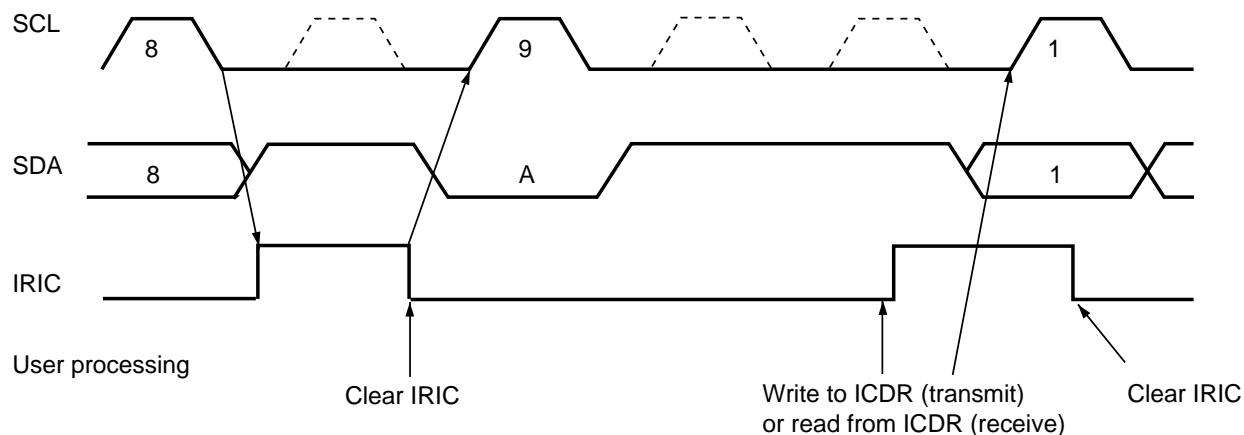 SCL
8
9
1
SDA
8
A
1
IRIC
User processing
Clear IRIC
Write to ICDR (transmit)
or read from ICDR (receive)
Clear IRIC